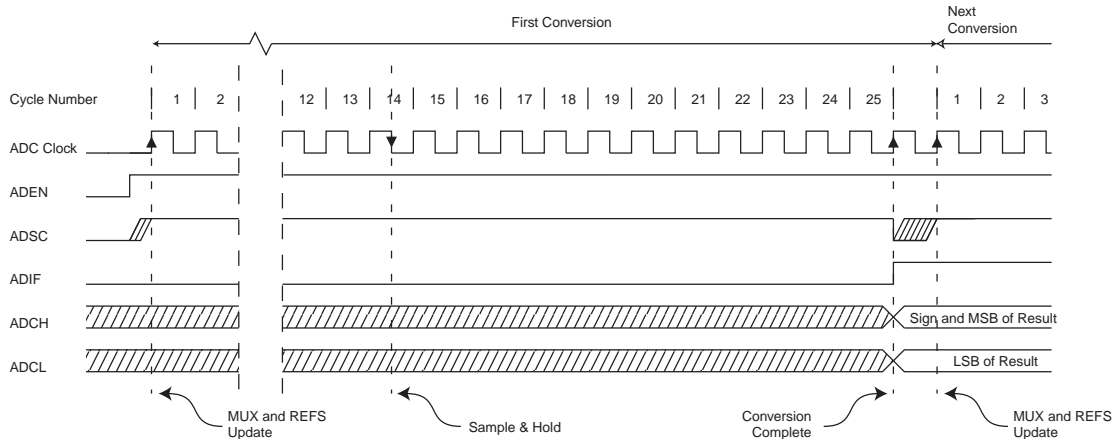 First Conversion
Next
Conversion
Cycle Number 1 2 12 13 14 15 16 17 18 19 20 21 22 23 24 25 1 2 3
ADC Clock
ADEN
ADSC
ADIF
ADCH
Sign and MSB of Result
ADCL
LSB of Result
MUX and REFS
Update
Sample & Hold
Conversion
Complete
MUX and REFS
Update